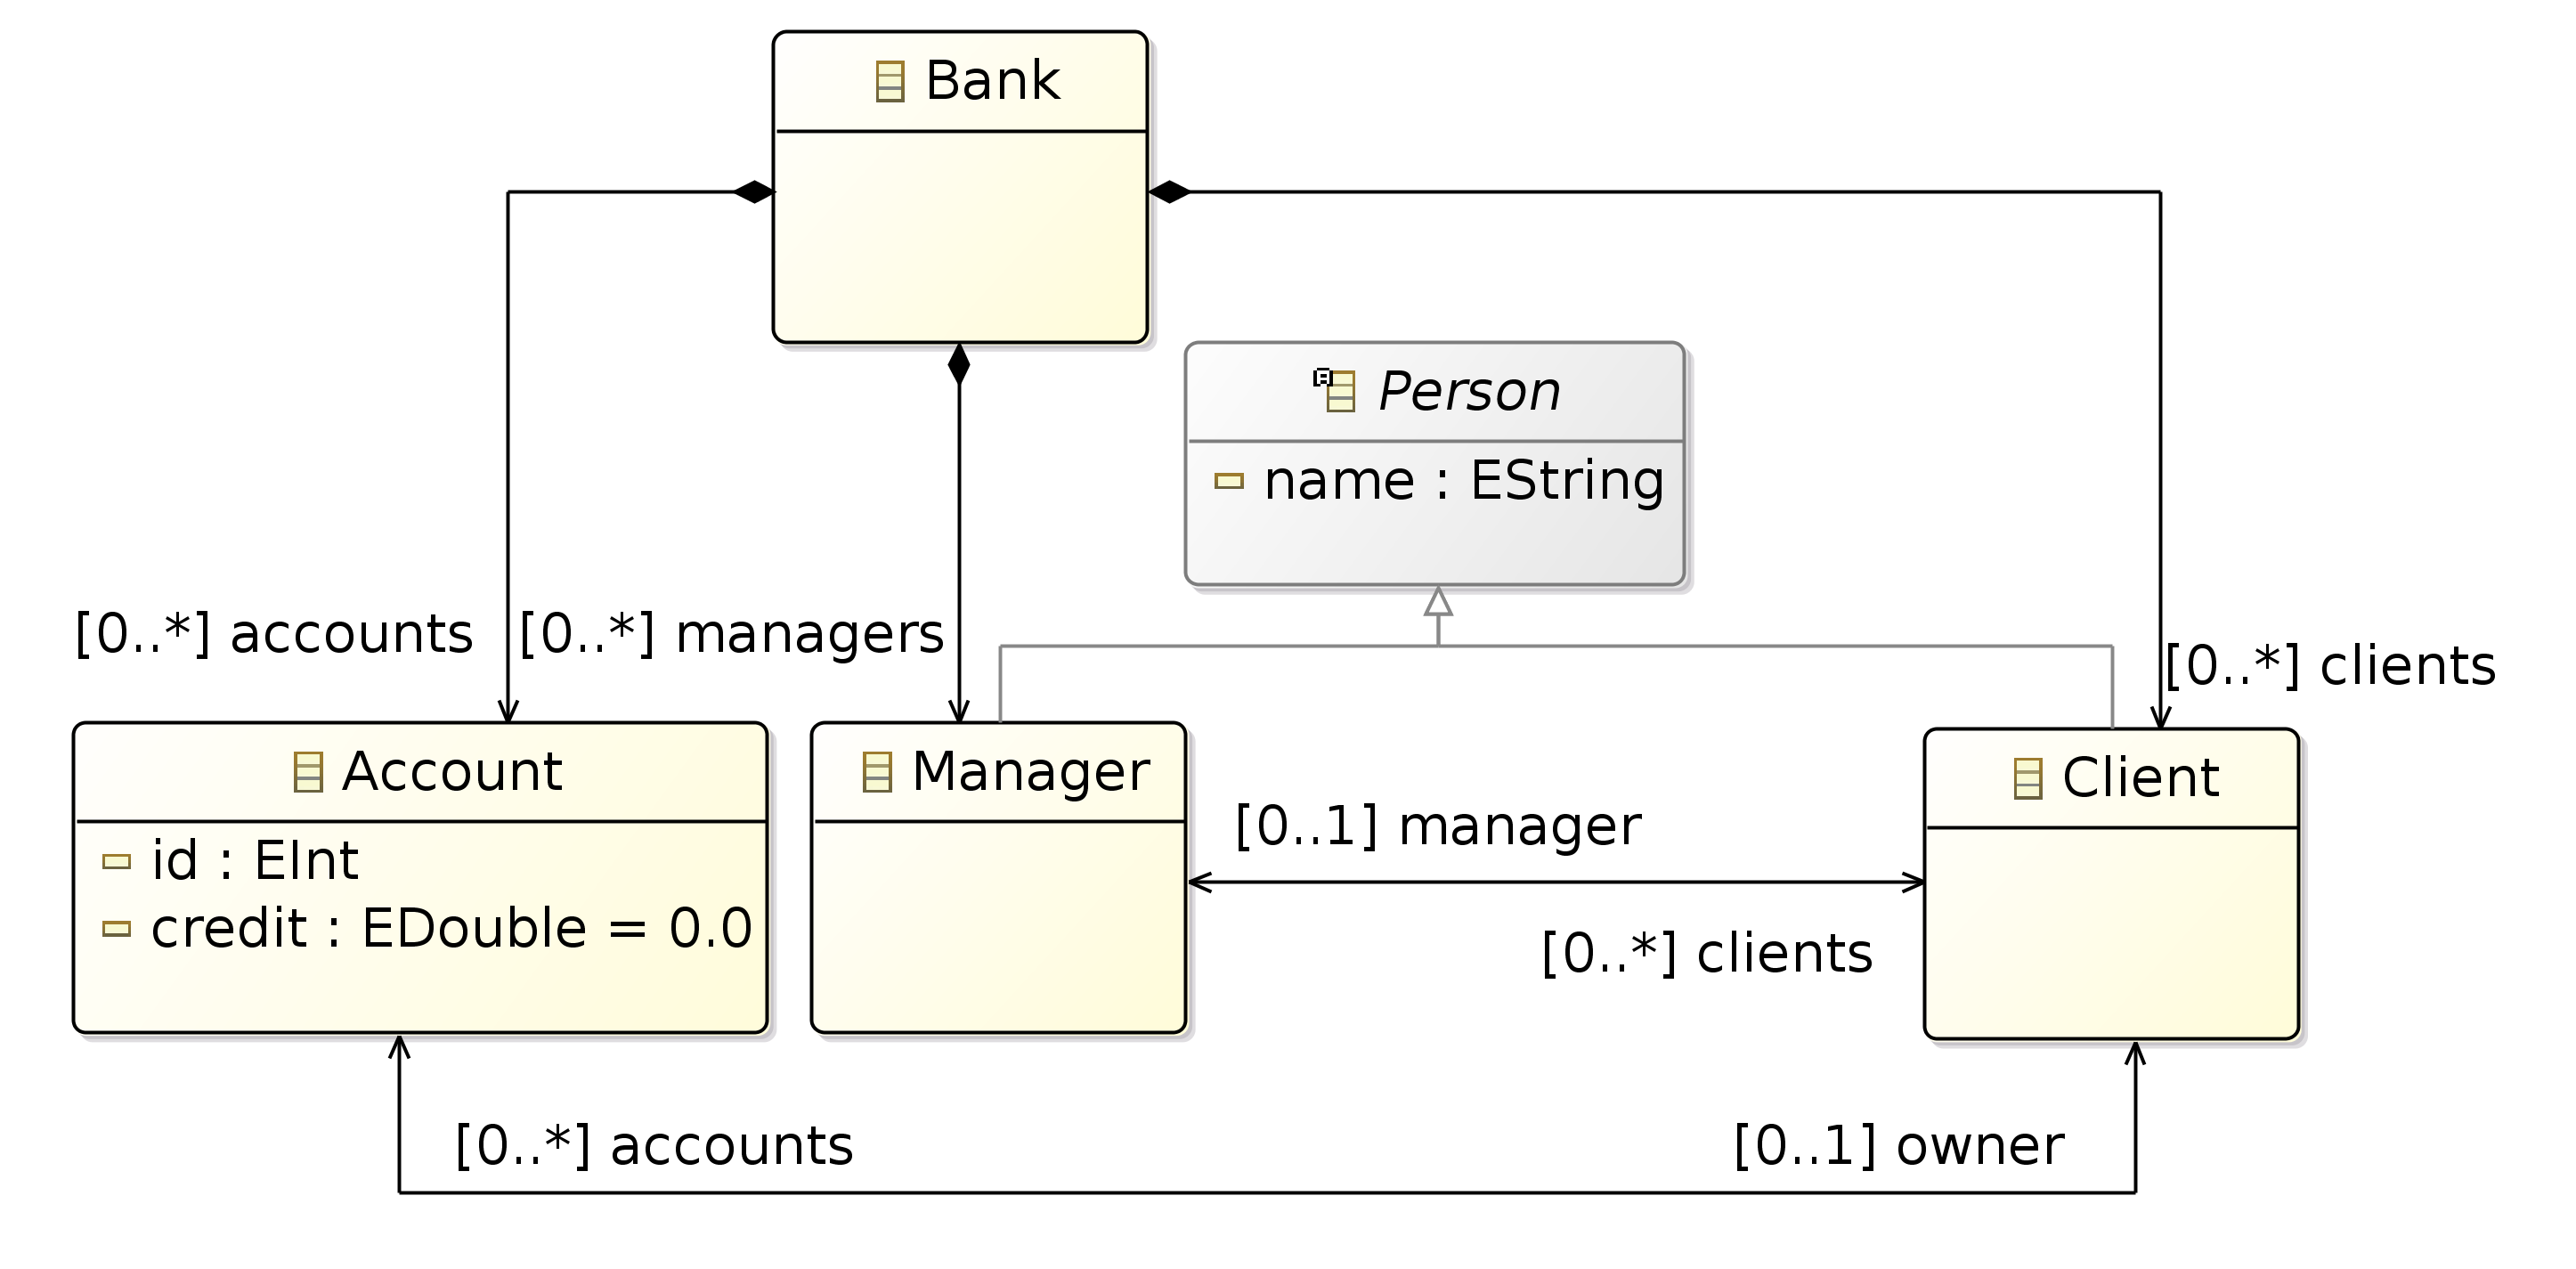 Bank
Person
name : EString
[0..*] accounts
[0..*] managers
[0..*] clients
Account
id : EInt
credit : EDouble = 0.0
Manager
[0..1] manager
[0..*] clients
Client
[0..*] accounts
[0..1] owner